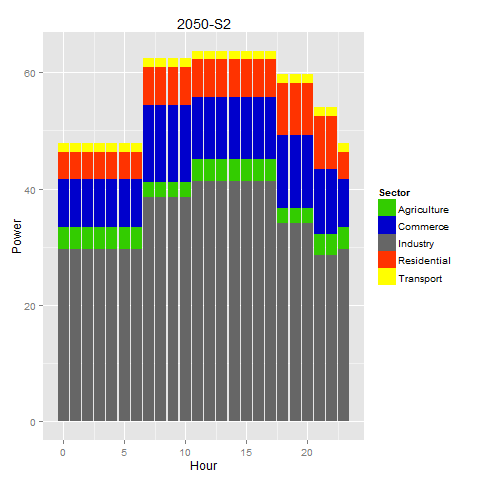 2050-S2
Power
60
40
20
0
0 5 10 15 20
Hour
Sector
Agriculture
Commerce
Industry
Residential
Transport